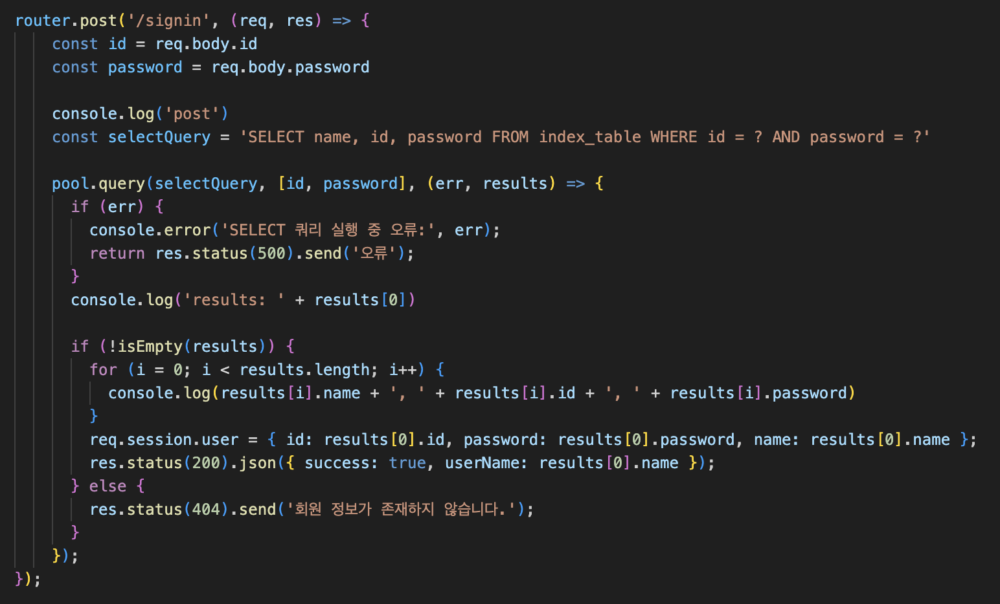 router.post('/signin', (req, res) => {
const id = req.body.id
const password = req.body.password
console.log('post')
const selectQuery = 'SELECT name, id, password FROM index_table WHERE id = ? AND password = ?'
pool.query(selectQuery, [id, password], (err, results) => {
if (err) {
console.error('SELECT 쿼리 실행 중 오류:', err);
return res.status(500).send('오류');
}
console.log('results: ' + results[0])
if (!isEmpty(results)) {
for (i = 0; i < results.length; i++) {
console.log(results[i].name + ', ' + results[i].id + ', ' + results[i].password)
}
req.session.user = { id: results[0].id, password: results[0].password, name: results[0].name };
res.status(200).json({ success: true, userName: results[0].name });
} else {
res.status(404).send('회원 정보가 존재하지 않습니다.');
}
});
});